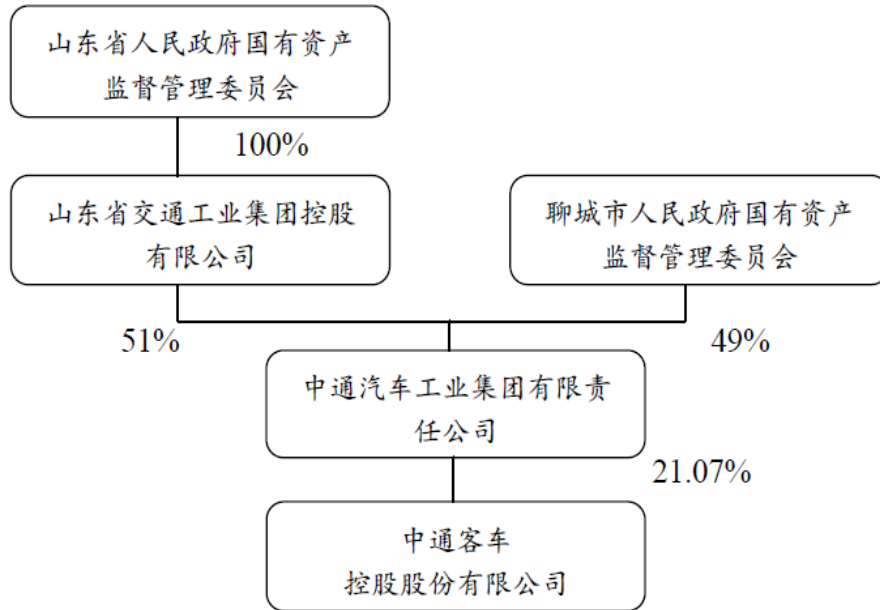 山东省人民政府国有资产
监督管理委员会
100%
山东省交通工业集团控股
有限公司
聊城市人民政府国有资产
监督管理委员会
51%
49%
中通汽车工业集团有限责
任公司
21.07%
中通客车
控股股份有限公司